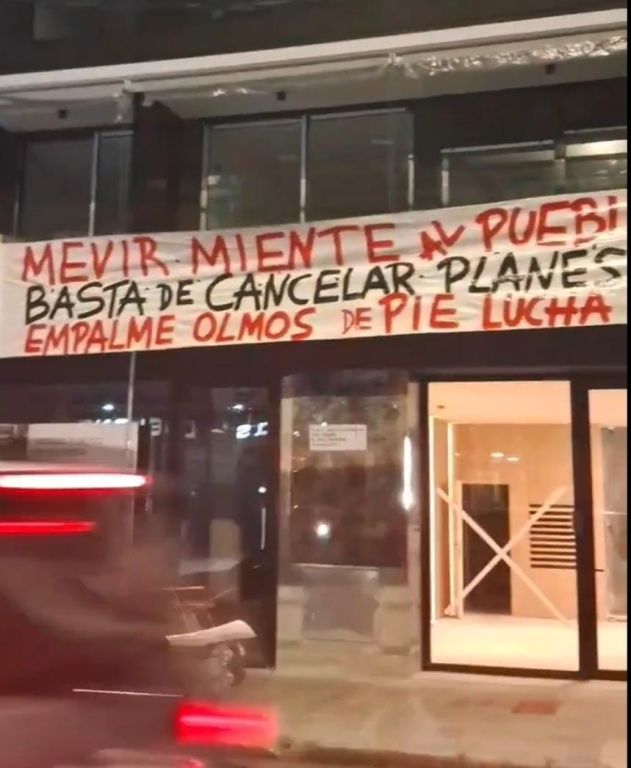 MEVIR MIENTE AL PUEBL
BASTA DE CANCELAR PLANES
EMPALME OLMOS DE PIE LUCHA